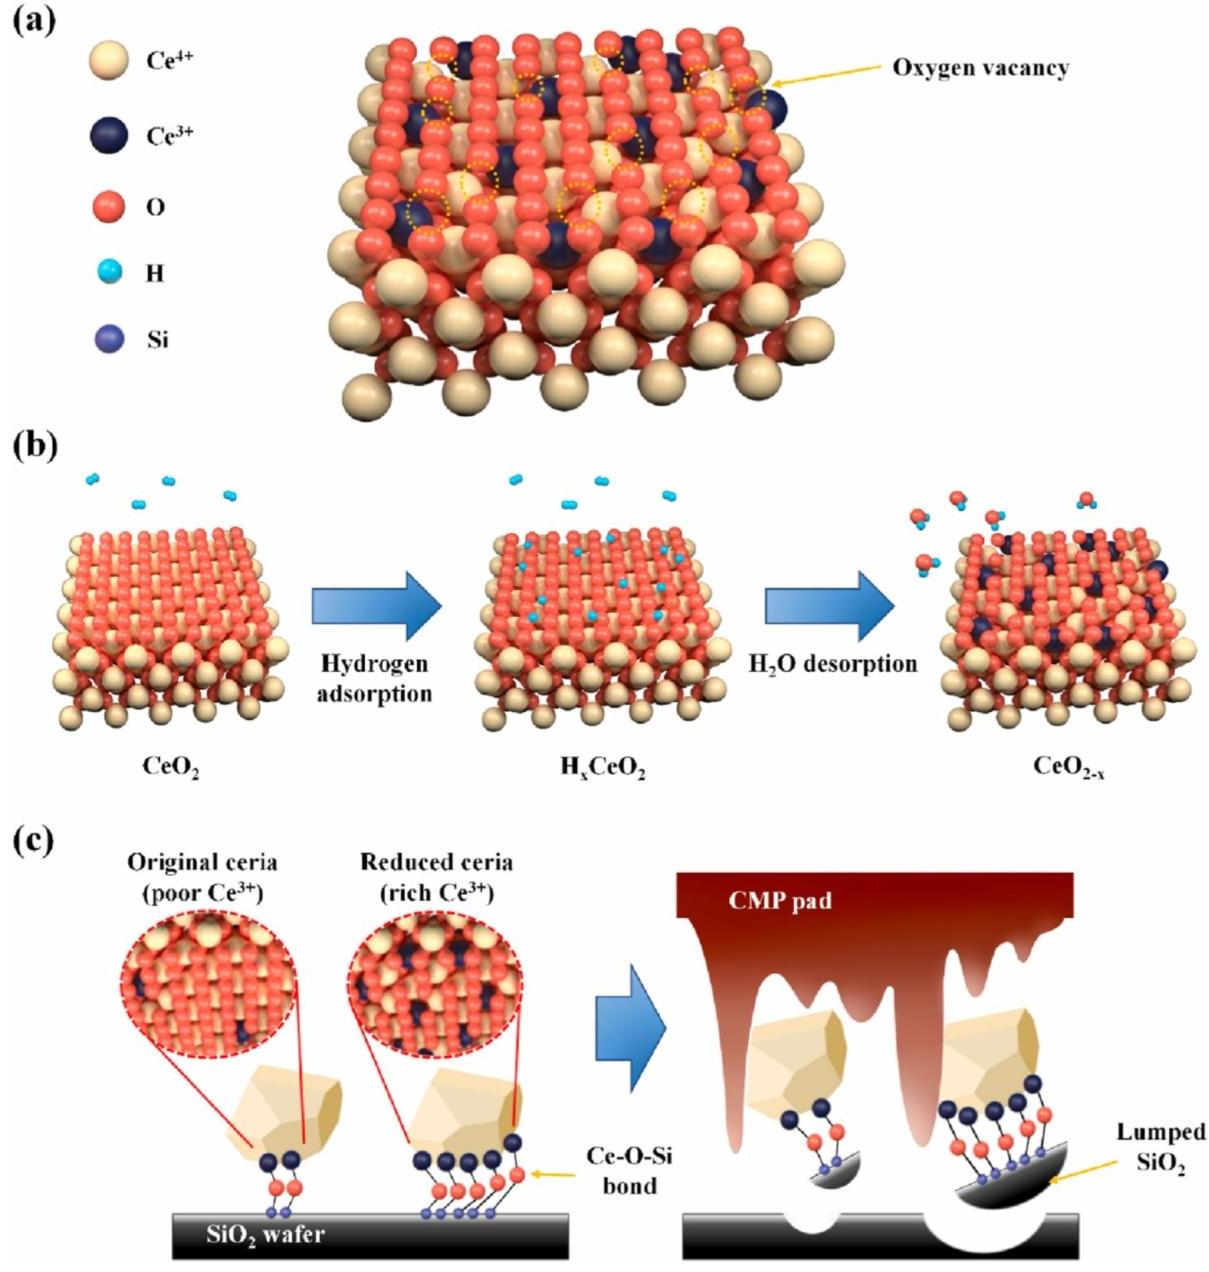 (a)
Ce⁴⁺
Ce³⁺
O
H
Si
Oxygen vacancy
(b)
Hydrogen
adsorption
H₂O desorption
CeO₂
HₓCeO₂
CeO₂₋ₓ
(c)
Original ceria
(poor Ce³⁺)
Reduced ceria
(rich Ce³⁺)
Ce-O-Si
bond
SiO₂ wafer
CMP pad
Lumped
SiO₂